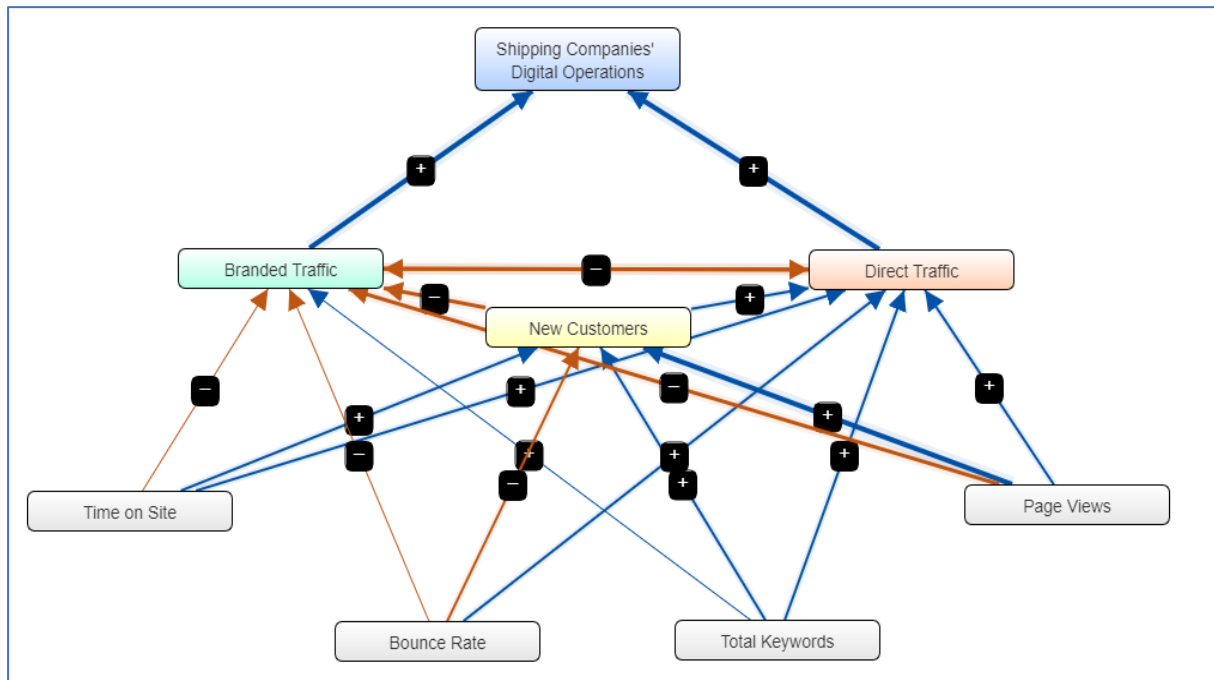 Shipping Companies'
Digital Operations
+
+
Branded Traffic
−
Direct Traffic
−
+
New Customers
−
−
+
+
+
+
−
+
+
+
−
+
Time on Site
Page Views
Bounce Rate
Total Keywords